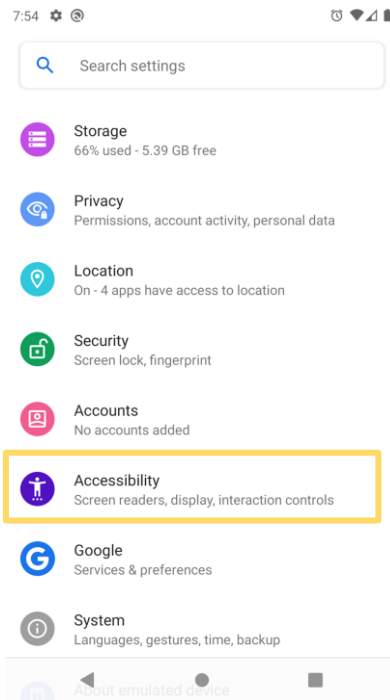 7:54
Search settings
Storage
66% used - 5.39 GB free
Privacy
Permissions, account activity, personal data
Location
On - 4 apps have access to location
Security
Screen lock, fingerprint
Accounts
No accounts added
Accessibility
Screen readers, display, interaction controls
Google
Services & preferences
System
Languages, gestures, time, backup
About emulated device